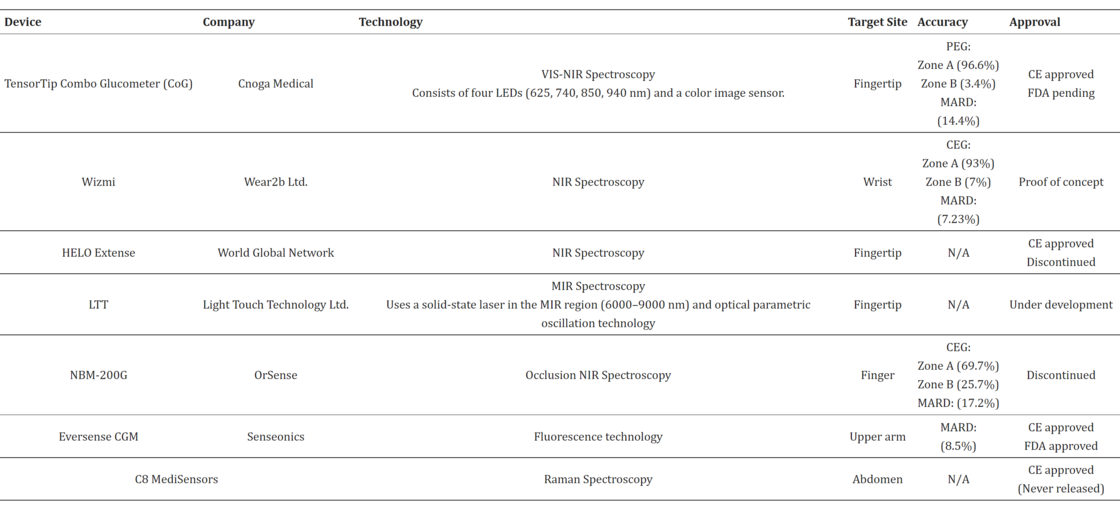 Device Company Technology Target Site Accuracy Approval
TensorTip Combo Glucometer (CoG) Cnoga Medical
VIS-NIR Spectroscopy
Consists of four LEDs (625, 740, 850, 940 nm) and a color image sensor.
Fingertip
PEG:
Zone A (96.6%)
Zone B (3.4%)
MARD:
(14.4%)
CE approved
FDA pending
Wizmi Wear2b Ltd. NIR Spectroscopy Wrist
CEG:
Zone A (93%)
Zone B (7%)
MARD:
(7.23%)
Proof of concept
HELO Extense World Global Network NIR Spectroscopy Fingertip N/A
CE approved
Discontinued
LTT Light Touch Technology Ltd.
MIR Spectroscopy
Uses a solid-state laser in the MIR region (6000–9000 nm) and optical parametric
oscillation technology
Fingertip N/A Under development
NBM-200G OrSense Occlusion NIR Spectroscopy Finger
CEG:
Zone A (69.7%)
Zone B (25.7%)
MARD: (17.2%)
Discontinued
Eversense CGM Senseonics Fluorescence technology Upper arm
MARD:
(8.5%)
CE approved
FDA approved
C8 MediSensors Raman Spectroscopy Abdomen N/A
CE approved
(Never released)